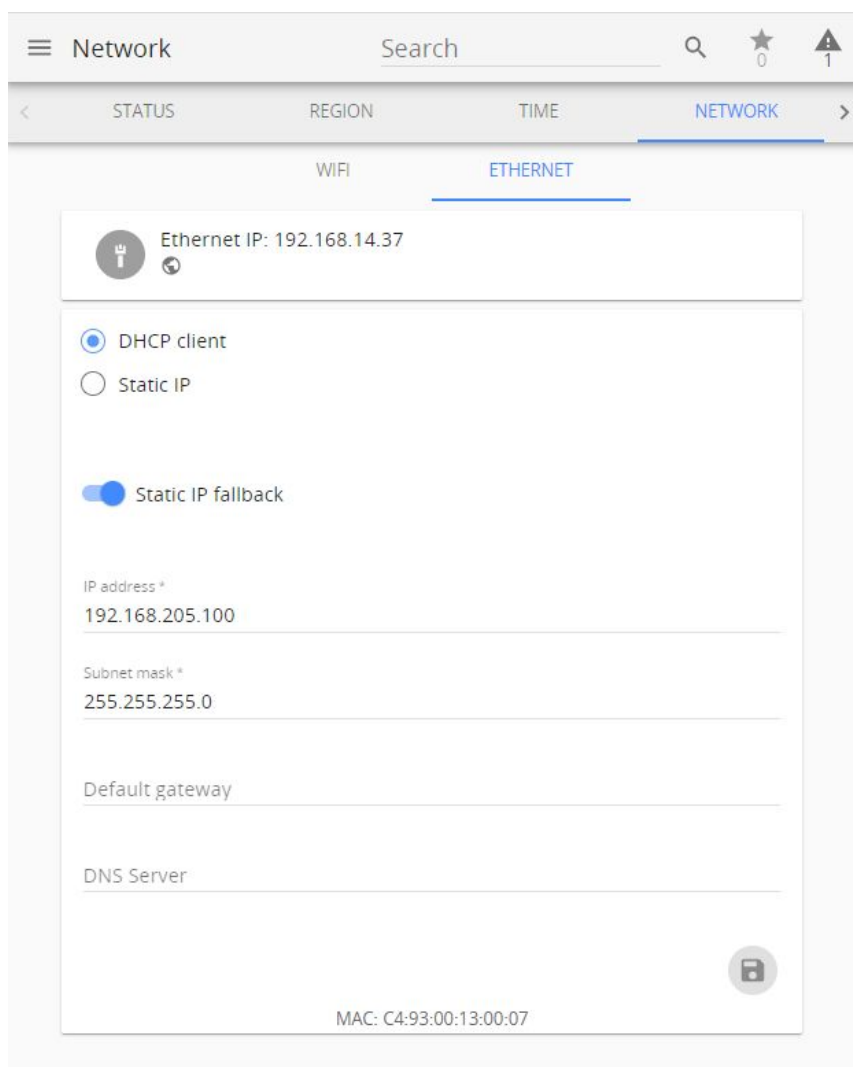 Network Search 0 1
STATUS REGION TIME NETWORK
WIFI ETHERNET
Ethernet IP: 192.168.14.37
DHCP client
Static IP
Static IP fallback
IP address *
192.168.205.100
Subnet mask *
255.255.255.0
Default gateway
DNS Server
MAC: C4:93:00:13:00:07